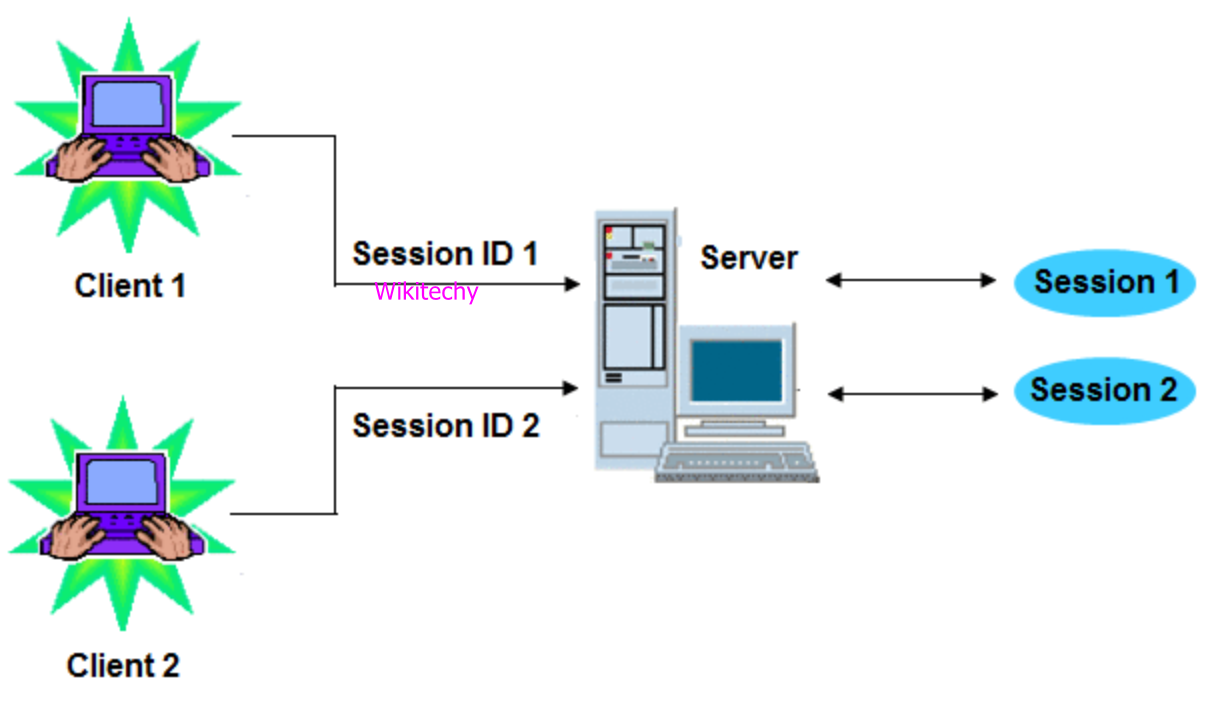 Client 1
Session ID 1
Wikitechy
Server
Session 1
Session 2
Session ID 2
Client 2